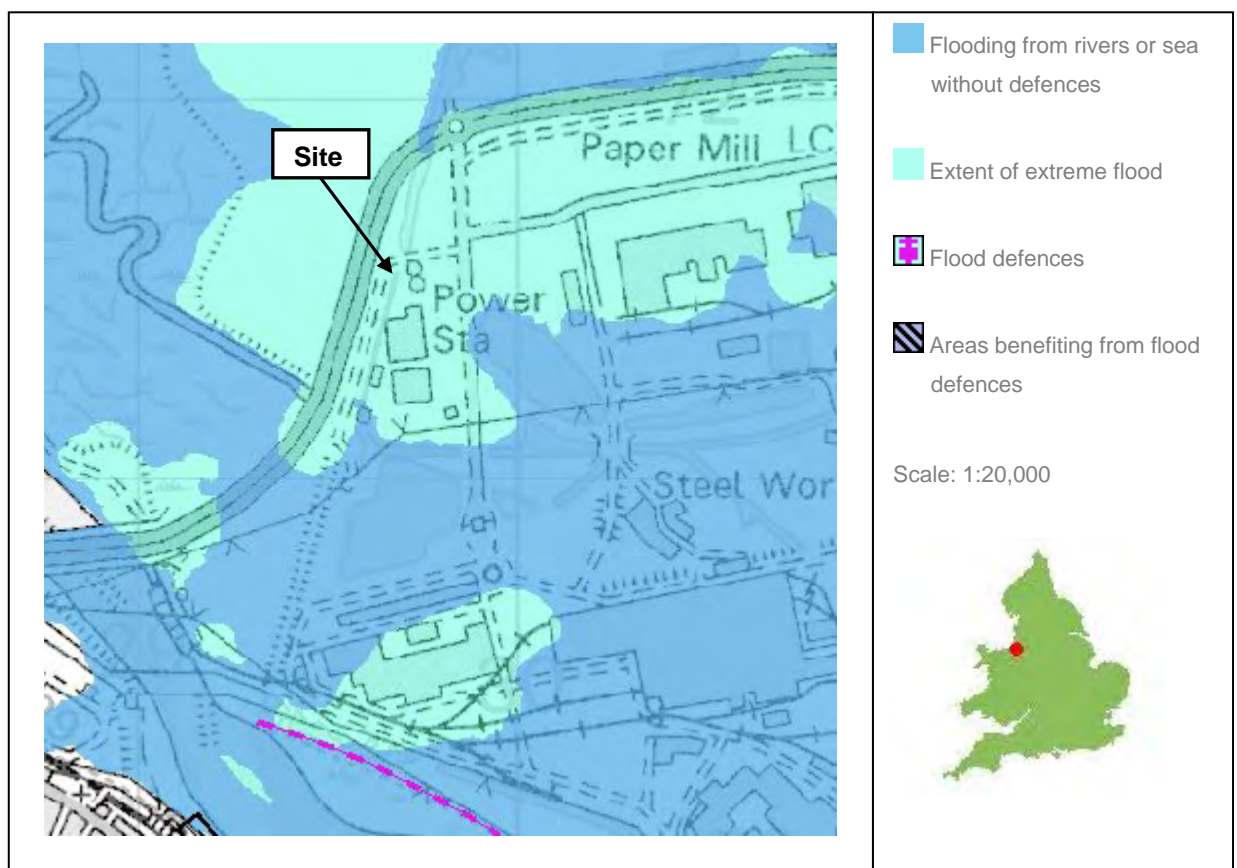 Site
Paper Mill LC
Power
Sta
Steel Wor
Flooding from rivers or sea
without defences
Extent of extreme flood
Flood defences
Areas benefiting from flood
defences
Scale: 1:20,000